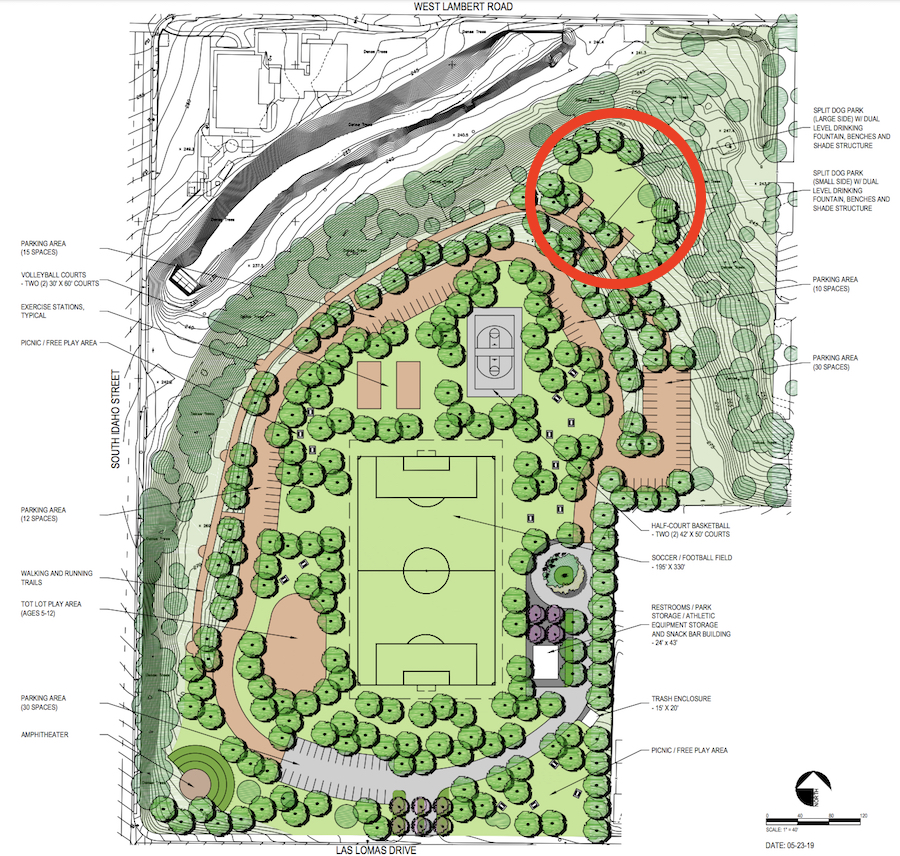 WEST LAMBERT ROAD
SPLIT DOG PARK
(LARGE SIDE) W/ DUAL
LEVEL DRINKING
FOUNTAIN, BENCHES AND
SHADE STRUCTURE
SPLIT DOG PARK
(SMALL SIDE) W/ DUAL
LEVEL DRINKING
FOUNTAIN, BENCHES AND
SHADE STRUCTURE
PARKING AREA
(15 SPACES)
VOLLEYBALL COURTS
- TWO (2) 30' X 60' COURTS
EXERCISE STATIONS,
TYPICAL
PICNIC / FREE PLAY AREA
PARKING AREA
(10 SPACES)
PARKING AREA
(30 SPACES)
SOUTH IDAHO STREET
PARKING AREA
(12 SPACES)
HALF-COURT BASKETBALL
- TWO (2) 42' X 50' COURTS
SOCCER / FOOTBALL FIELD
- 195' X 330'
WALKING AND RUNNING
TRAILS
TOT LOT PLAY AREA
(AGES 5-12)
RESTROOMS / PARK
STORAGE / ATHLETIC
EQUIPMENT STORAGE
AND SNACK BAR BUILDING
- 24' x 43'
PARKING AREA
(30 SPACES)
TRASH ENCLOSURE
- 15' X 20'
AMPHITHEATER
PICNIC / FREE PLAY AREA
NORTH
0 40 80 120
SCALE: 1" = 40'
DATE: 05-23-19
LAS LOMAS DRIVE